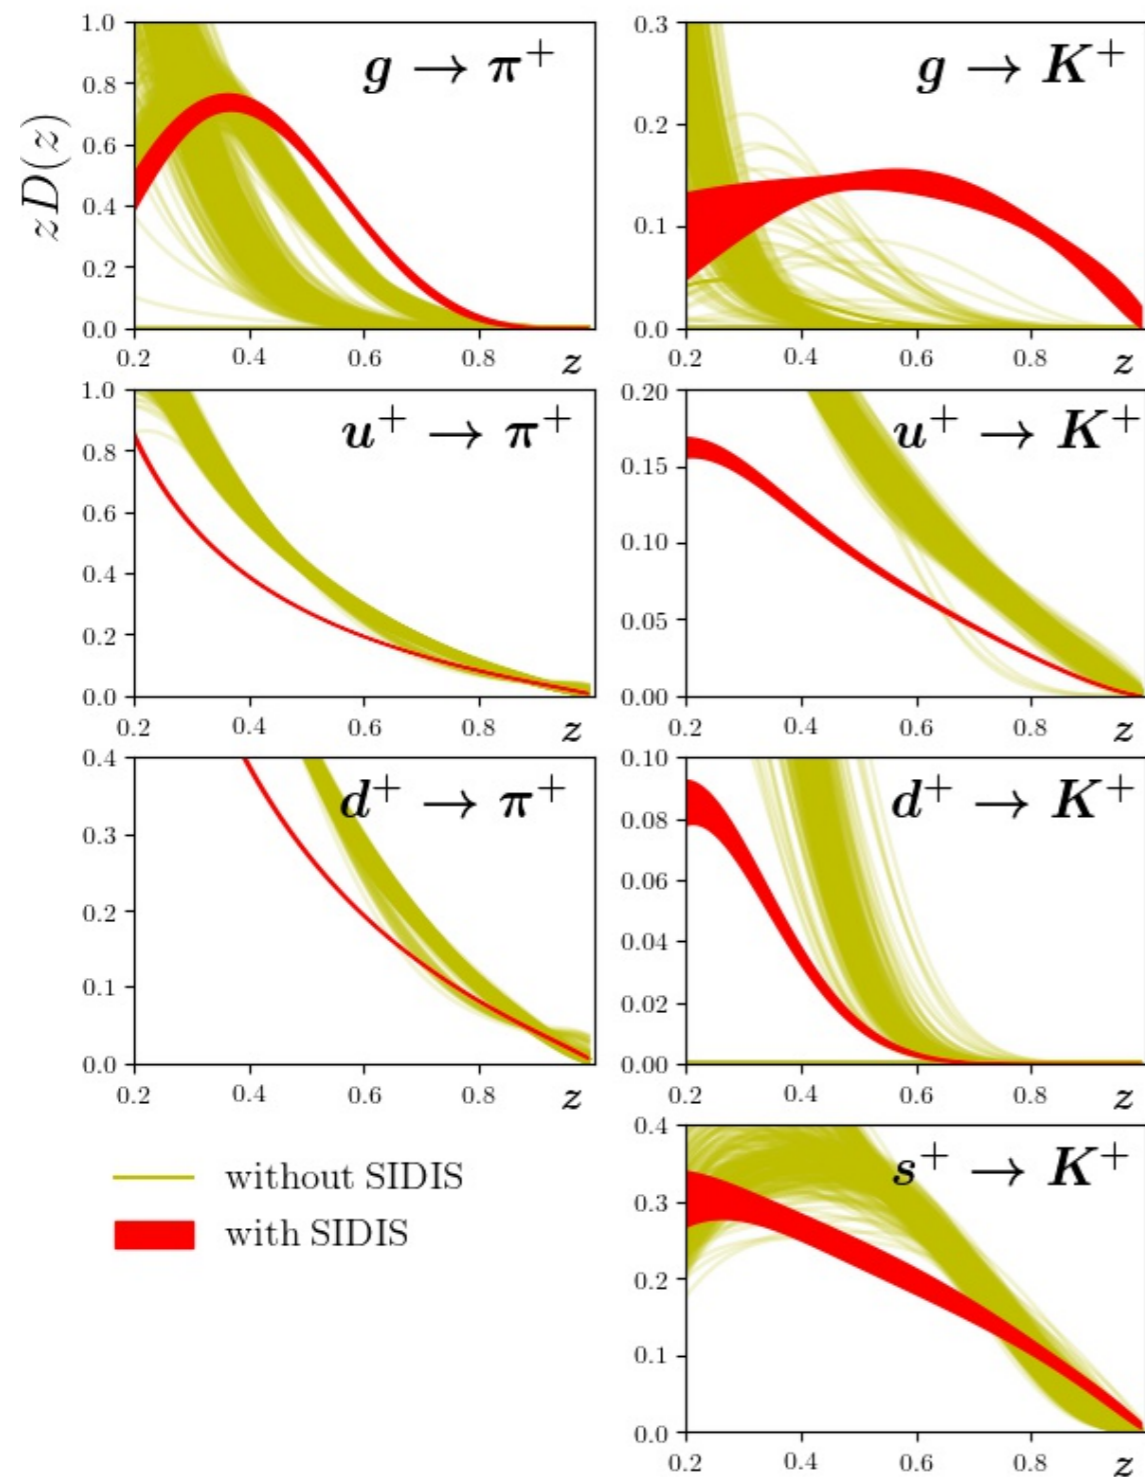 zD(z)
g → π⁺
1.0
0.8
0.6
0.4
0.2
0.0
0.2 0.4 0.6 0.8 z
g → K⁺
0.3
0.2
0.1
0.0
0.2 0.4 0.6 0.8 z
u⁺ → π⁺
1.0
0.8
0.6
0.4
0.2
0.0
0.2 0.4 0.6 0.8 z
u⁺ → K⁺
0.20
0.15
0.10
0.05
0.00
0.2 0.4 0.6 0.8 z
d⁺ → π⁺
0.4
0.3
0.2
0.1
0.0
0.2 0.4 0.6 0.8 z
d⁺ → K⁺
0.10
0.08
0.06
0.04
0.02
0.00
0.2 0.4 0.6 0.8 z
without SIDIS
with SIDIS
s⁺ → K⁺
0.4
0.3
0.2
0.1
0.0
0.2 0.4 0.6 0.8 z